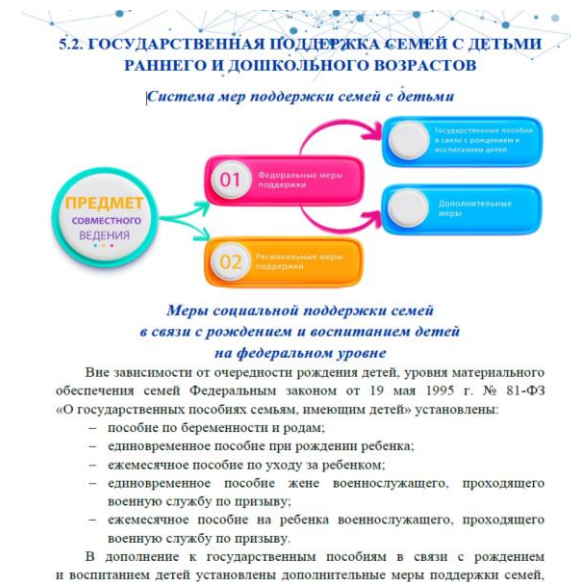 5.2. ГОСУДАРСТВЕННАЯ ПОДДЕРЖКА СЕМЕЙ С ДЕТЬМИ
РАННЕГО И ДОШКОЛЬНОГО ВОЗРАСТОВ
Система мер поддержки семей с детьми
ПРЕДМЕТ
СОВМЕСТНОГО
ВЕДЕНИЯ
01
Федеральные меры
поддержки
02
Региональные меры
поддержки
Государственные пособия
в связи с рождением и
воспитанием детей
Дополнительные
меры
Меры социальной поддержки семей
в связи с рождением и воспитанием детей
на федеральном уровне
Вне зависимости от очередности рождения детей, уровня материального
обеспечения семей Федеральным законом от 19 мая 1995 г. № 81-ФЗ
«О государственных пособиях семьям, имеющим детей» установлены:
– пособие по беременности и родам;
– единовременное пособие при рождении ребенка;
– ежемесячное пособие по уходу за ребенком;
– единовременное пособие жене военнослужащего, проходящего
военную службу по призыву;
– ежемесячное пособие на ребенка военнослужащего, проходящего
военную службу по призыву.
В дополнение к государственным пособиям в связи с рождением
и воспитанием детей установлены дополнительные меры поддержки семей,